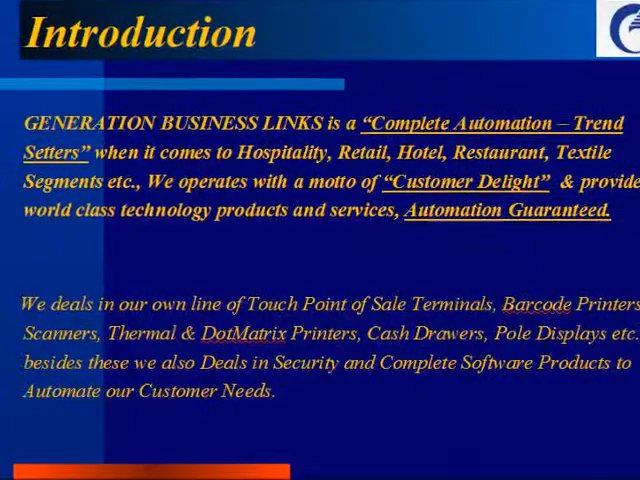 Introduction
GENERATION BUSINESS LINKS is a “Complete Automation – Trend
Setters” when it comes to Hospitality, Retail, Hotel, Restaurant, Textile
Segments etc., We operates with a motto of “Customer Delight” & provide
world class technology products and services, Automation Guaranteed.
We deals in our own line of Touch Point of Sale Terminals, Barcode Printers
Scanners, Thermal & DotMatrix Printers, Cash Drawers, Pole Displays etc.
besides these we also Deals in Security and Complete Software Products to
Automate our Customer Needs.